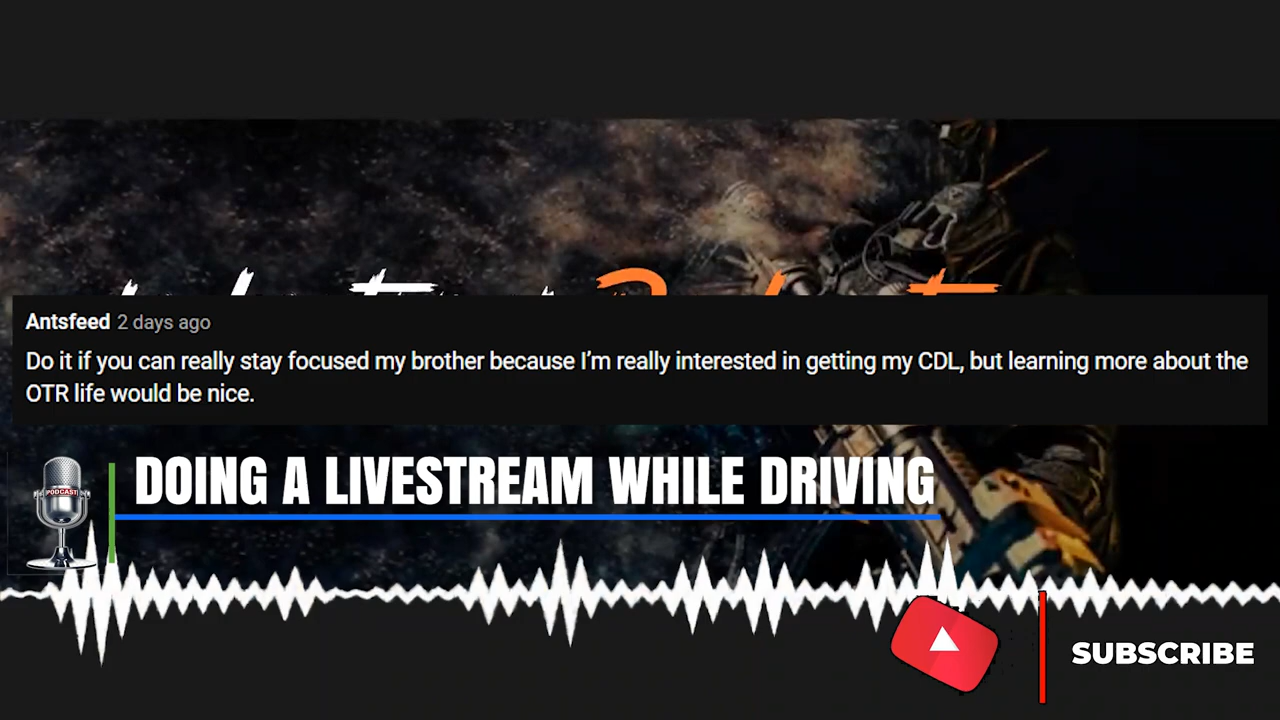 Antsfeed 2 days ago
Do it if you can really stay focused my brother because I'm really interested in getting my CDL, but learning more about the
OTR life would be nice.
PODCAST
DOING A LIVESTREAM WHILE DRIVING
SUBSCRIBE